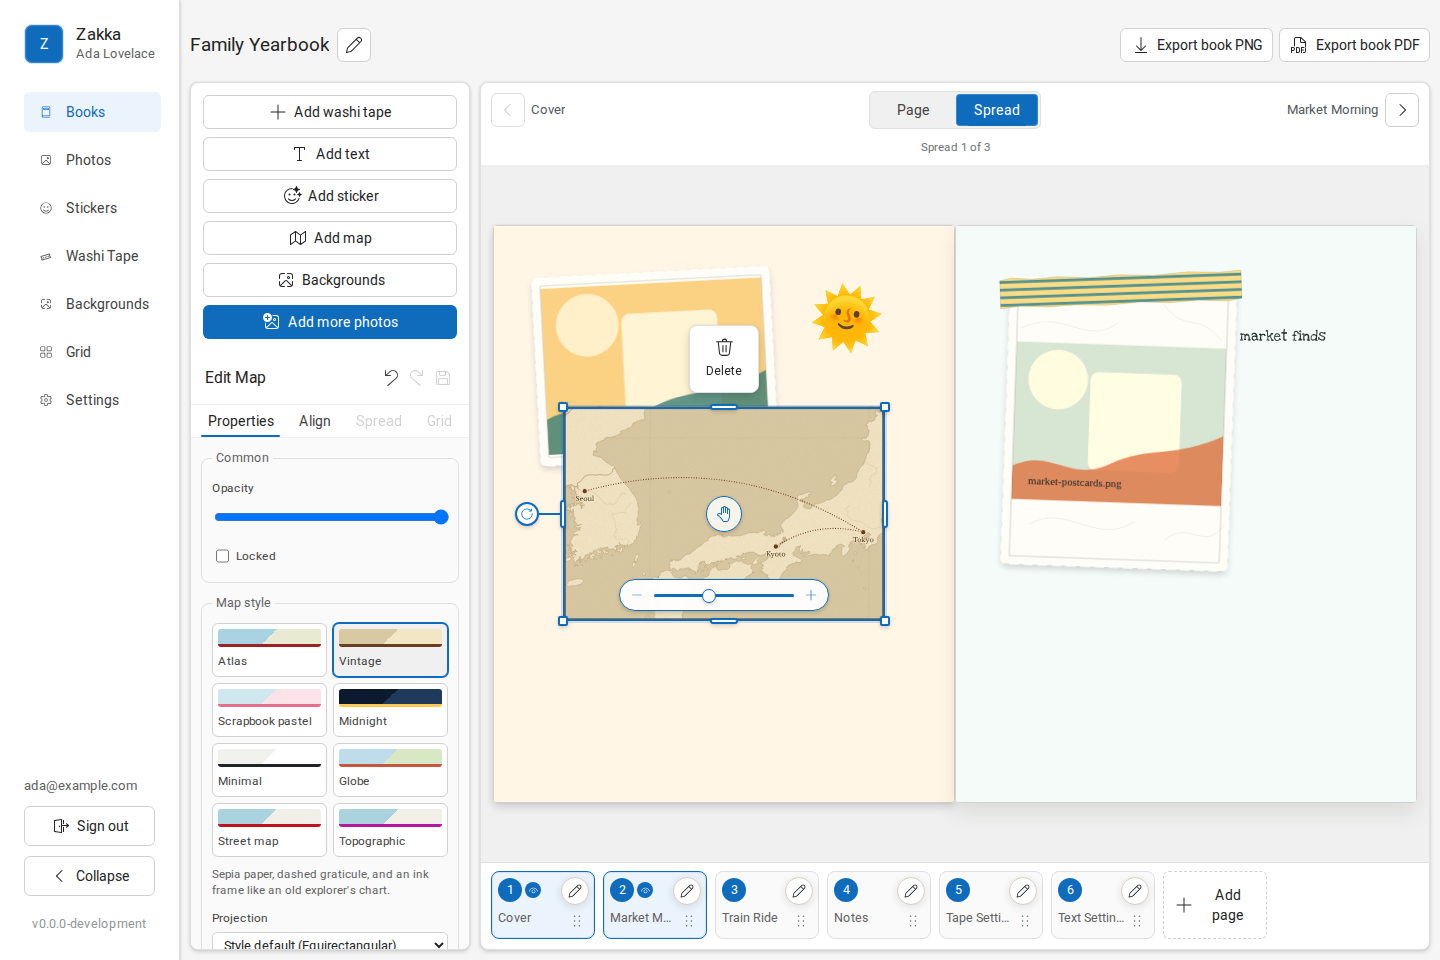 Z
Zakka
Ada Lovelace
Books
Photos
Stickers
Washi Tape
Backgrounds
Grid
Settings
ada@example.com
Sign out
Collapse
v0.0.0-development
Family Yearbook
Export book PNG
PDF
Export book PDF
Add washi tape
Add text
Add sticker
Add map
Backgrounds
Add more photos
Edit Map
Properties
Align
Spread
Grid
Common
Opacity
Locked
Map style
Atlas
Vintage
Scrapbook pastel
Midnight
Minimal
Globe
Street map
Topographic
Sepia paper, dashed graticule, and an ink
frame like an old explorer's chart.
Projection
Style default (Equirectangular)
Cover
Page
Spread
Market Morning
Spread 1 of 3
Delete
Seoul
Kyoto
Tokyo
market finds
market-postcards.png
1
Cover
2
Market M...
3
Train Ride
4
Notes
5
Tape Setti...
6
Text Settin...
Add
page